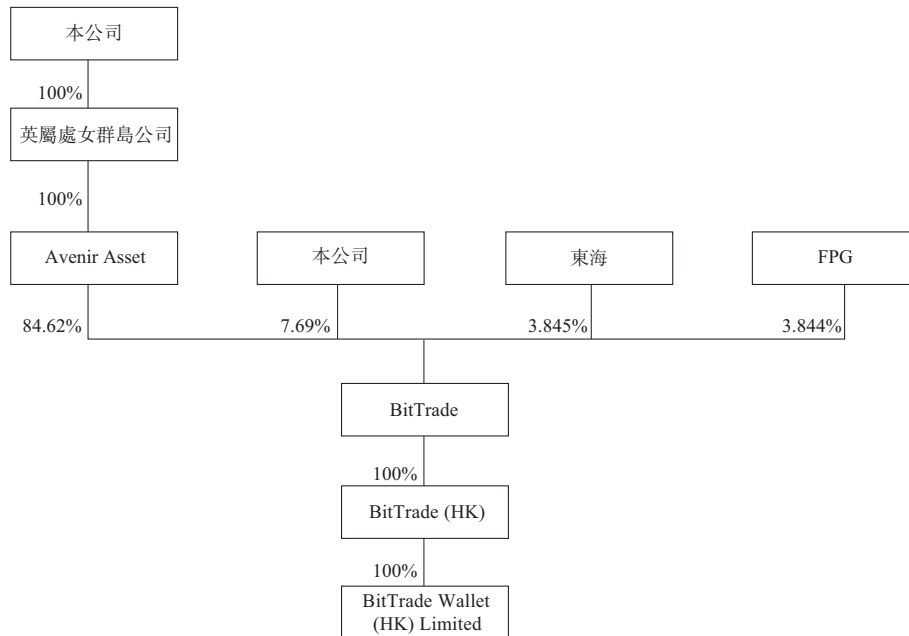 本公司
100%
英屬處女群島公司
100%
Avenir Asset
本公司
東海
FPG
84.62%
7.69%
3.845%
3.844%
BitTrade
100%
BitTrade (HK)
100%
BitTrade Wallet
(HK) Limited